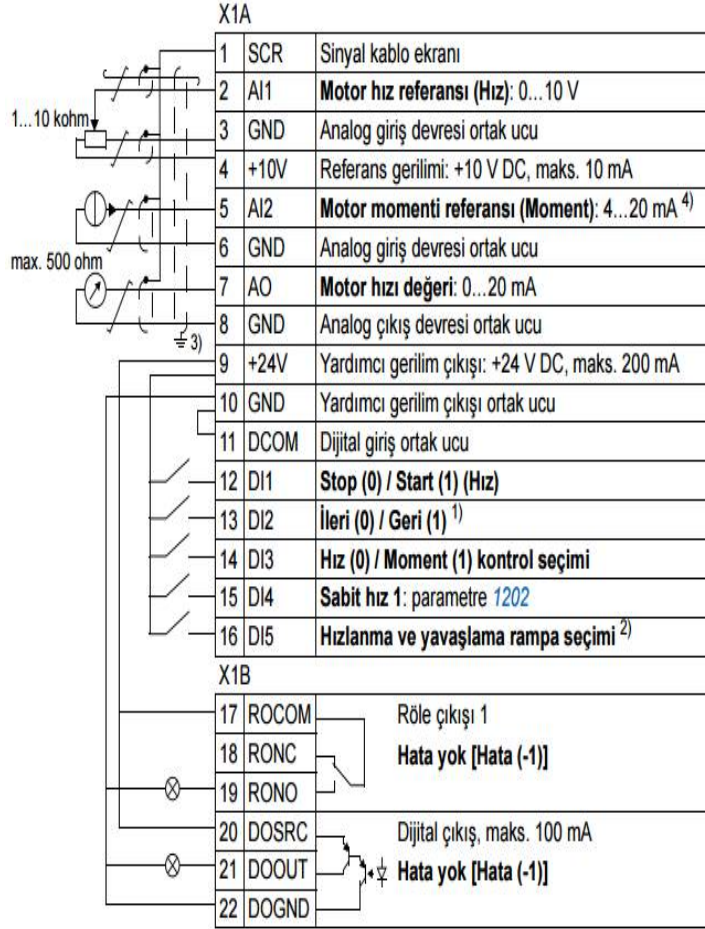 X1A
1 SCR Sinyal kablo ekranı
2 AI1 Motor hız referansı (Hız): 0...10 V
1...10 kohm
3 GND Analog giriş devresi ortak ucu
4 +10V Referans gerilimi: +10 V DC, maks. 10 mA
5 AI2 Motor momenti referansı (Moment): 4...20 mA 4)
6 GND Analog giriş devresi ortak ucu
max. 500 ohm
7 AO Motor hızı değeri: 0...20 mA
8 GND Analog çıkış devresi ortak ucu
3)
9 +24V Yardımcı gerilim çıkışı: +24 V DC, maks. 200 mA
10 GND Yardımcı gerilim çıkışı ortak ucu
11 DCOM Dijital giriş ortak ucu
12 DI1 Stop (0) / Start (1) (Hız)
13 DI2 İleri (0) / Geri (1) 1)
14 DI3 Hız (0) / Moment (1) kontrol seçimi
15 DI4 Sabit hız 1: parametre 1202
16 DI5 Hızlanma ve yavaşlama rampa seçimi 2)
X1B
17 ROCOM Röle çıkışı 1
18 RONC Hata yok [Hata (-1)]
19 RONO
20 DOSRC Dijital çıkış, maks. 100 mA
21 DOOUT Hata yok [Hata (-1)]
22 DOGND